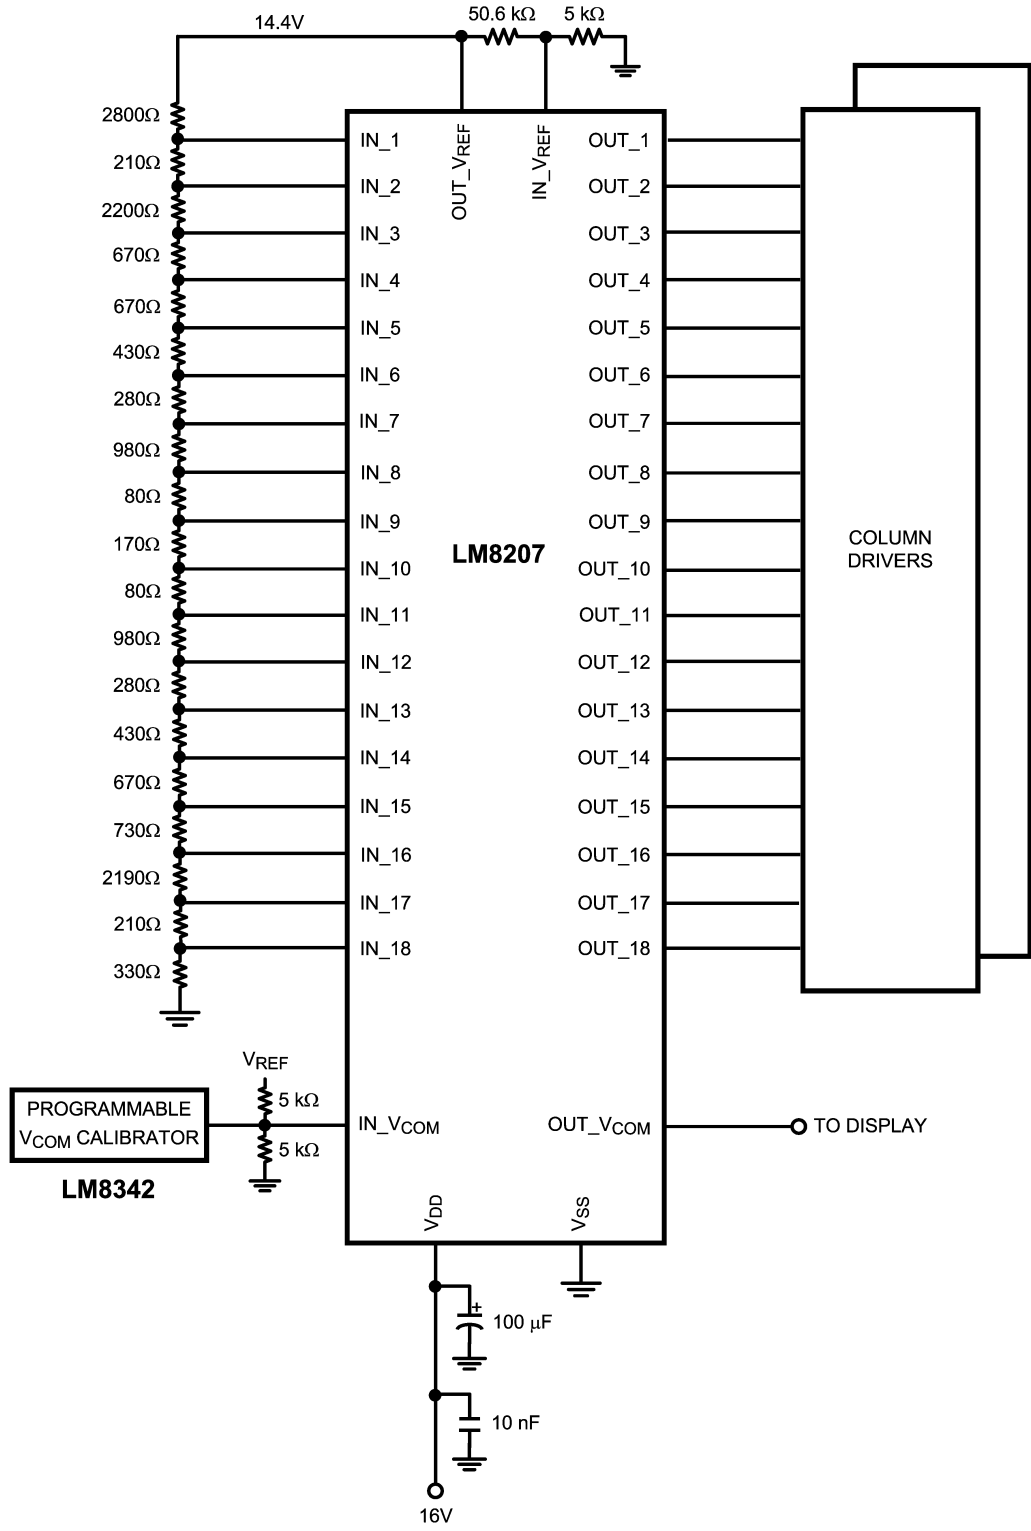 14.4V
50.6 kΩ
5 kΩ
2800Ω
210Ω
2200Ω
670Ω
670Ω
430Ω
280Ω
980Ω
80Ω
170Ω
80Ω
980Ω
280Ω
430Ω
670Ω
730Ω
2190Ω
210Ω
330Ω
OUT_VREF
IN_VREF
IN_1
IN_2
IN_3
IN_4
IN_5
IN_6
IN_7
IN_8
IN_9
IN_10
IN_11
IN_12
IN_13
IN_14
IN_15
IN_16
IN_17
IN_18
LM8207
OUT_1
OUT_2
OUT_3
OUT_4
OUT_5
OUT_6
OUT_7
OUT_8
OUT_9
OUT_10
OUT_11
OUT_12
OUT_13
OUT_14
OUT_15
OUT_16
OUT_17
OUT_18
COLUMN
DRIVERS
VREF
5 kΩ
5 kΩ
PROGRAMMABLE
VCOM CALIBRATOR
LM8342
IN_VCOM
OUT_VCOM
TO DISPLAY
VDD
VSS
+
100 µF
10 nF
16V